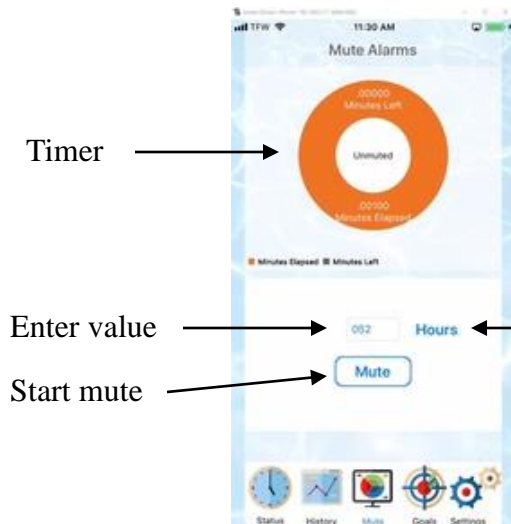 TFW 11:30 AM
Mute Alarms
.00000
Minutes Left
Timer
Unmuted
.00100
Minutes Elapsed
Minutes Elapsed Minutes Left
Enter value
052 Hours
Start mute
Mute
Status History Mute Goals Settings